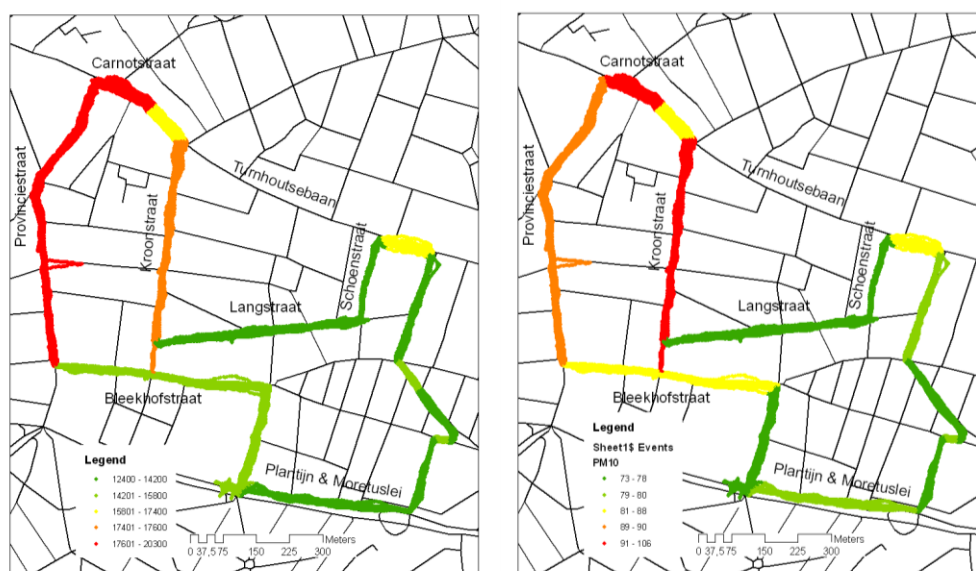 Carnotstraat
Provinciestraat
Kroonstraat
Turnhoutsebaan
Schoenstraat
Langstraat
Bleekhofstraat
Plantijn & Moretuslei
Legend
12400 - 14200
14201 - 15800
15801 - 17400
17401 - 17600
17601 - 20300
Meters
0 37,5 75 150 225 300
Carnotstraat
Provinciestraat
Kroonstraat
Turnhoutsebaan
Schoenstraat
Langstraat
Bleekhofstraat
Plantijn & Moretuslei
Legend
Sheet1$ Events
PM10
73 - 78
79 - 80
81 - 88
89 - 90
91 - 106
Meters
0 37,5 75 150 225 300